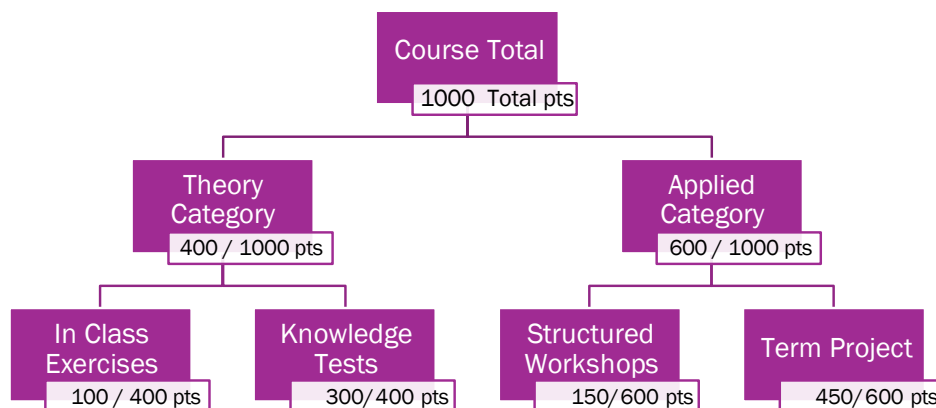 Course Total
1000 Total pts
Theory
Category
400 / 1000 pts
Applied
Category
600 / 1000 pts
In Class
Exercises
100 / 400 pts
Knowledge
Tests
300/400 pts
Structured
Workshops
150/600 pts
Term Project
450/600 pts